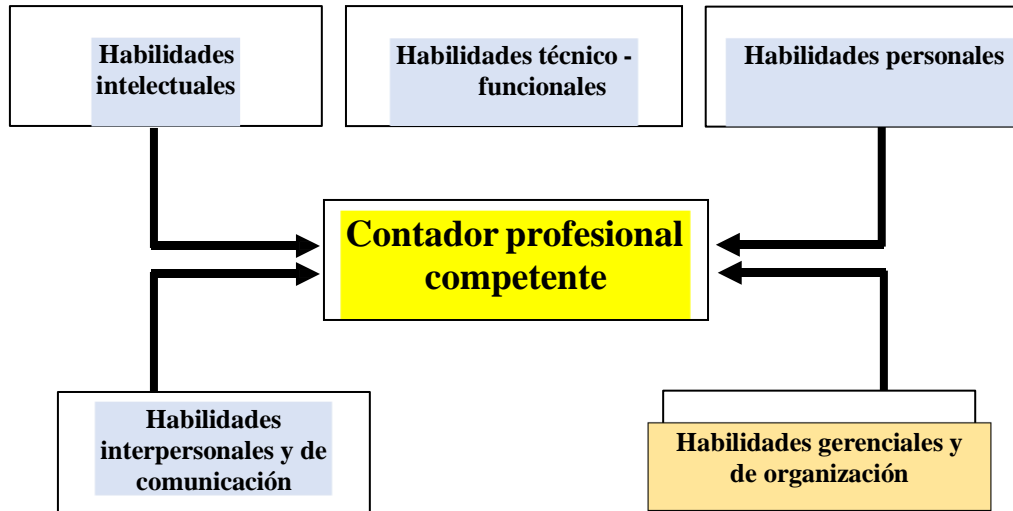 Habilidades
intelectuales
Habilidades técnico -
funcionales
Habilidades personales
Contador profesional
competente
Habilidades
interpersonales y de
comunicación
Habilidades gerenciales y
de organización